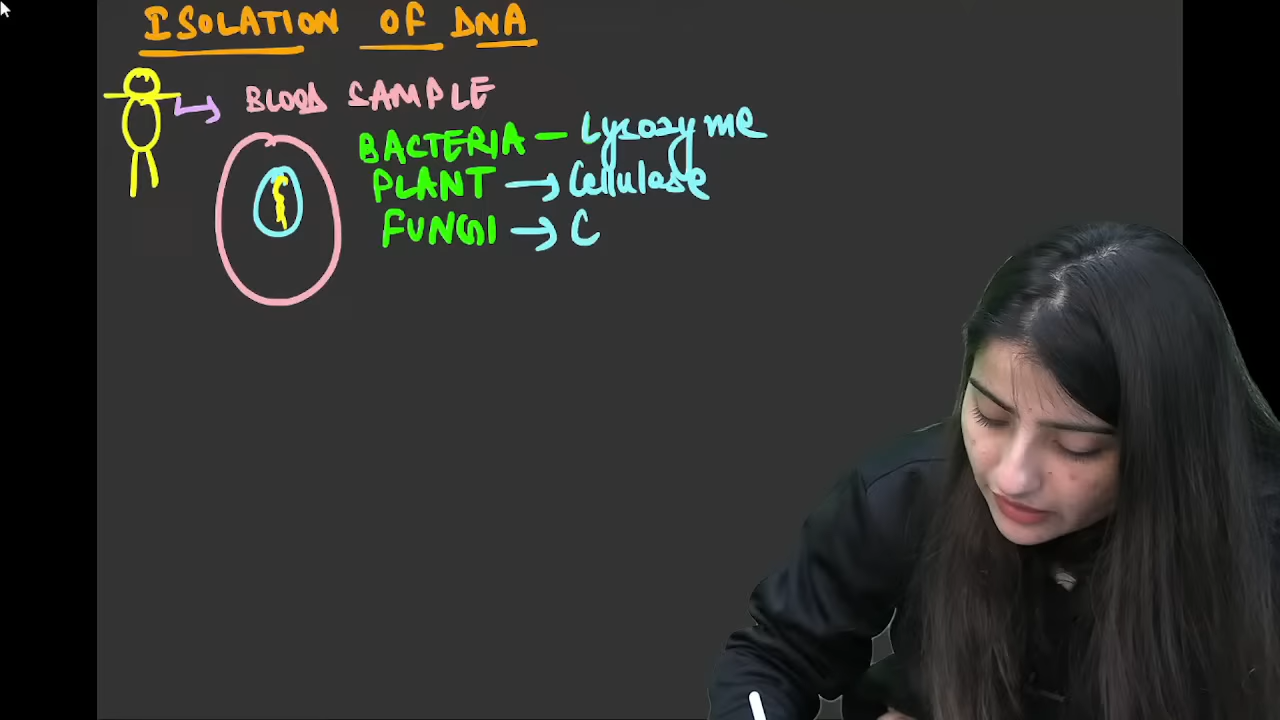 ISOLATION OF DNA
BLOOD SAMPLE
BACTERIA — Lysozyme
PLANT → Cellulase
FUNGI → C